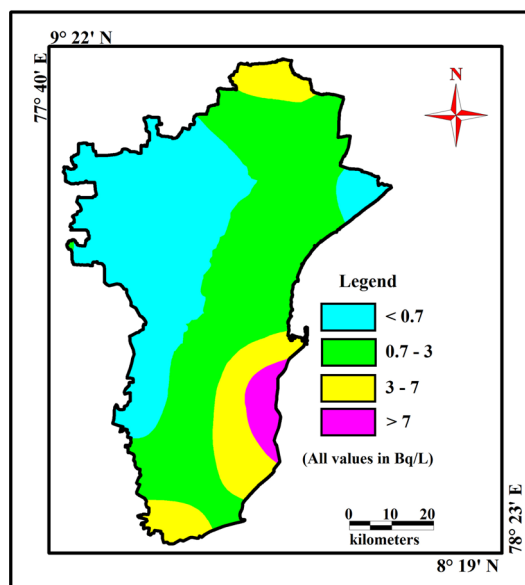 9° 22' N
77° 40' E
N
Legend
< 0.7
0.7 - 3
3 - 7
> 7
(All values in Bq/L)
0 10 20
kilometers
78° 23' E
8° 19' N